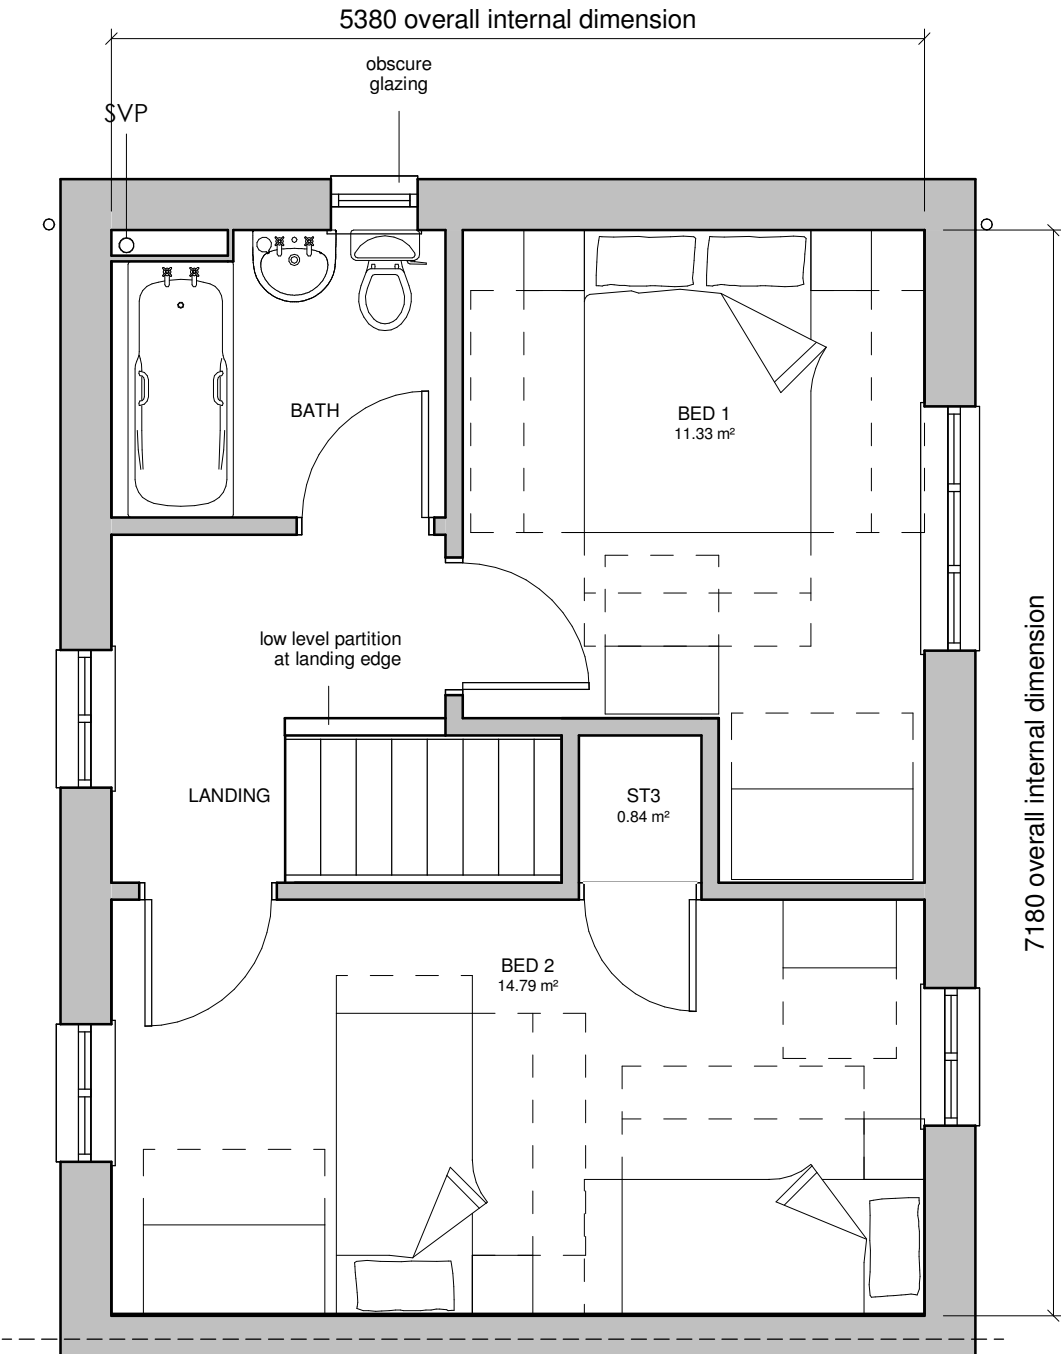 5380 overall internal dimension
obscure
glazing
SVP
BATH
BED 1
11.33 m²
low level partition
at landing edge
LANDING
ST3
0.84 m²
7180 overall internal dimension
BED 2
14.79 m²